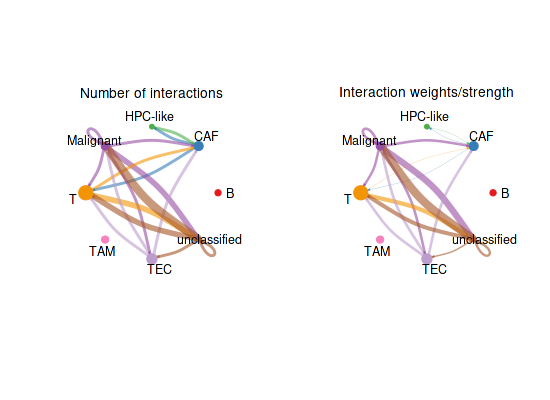 Number of interactions
HPC-like
CAF
Malignant
B
T
unclassified
TAM
TEC
Interaction weights/strength
HPC-like
CAF
Malignant
B
T
unclassified
TAM
TEC